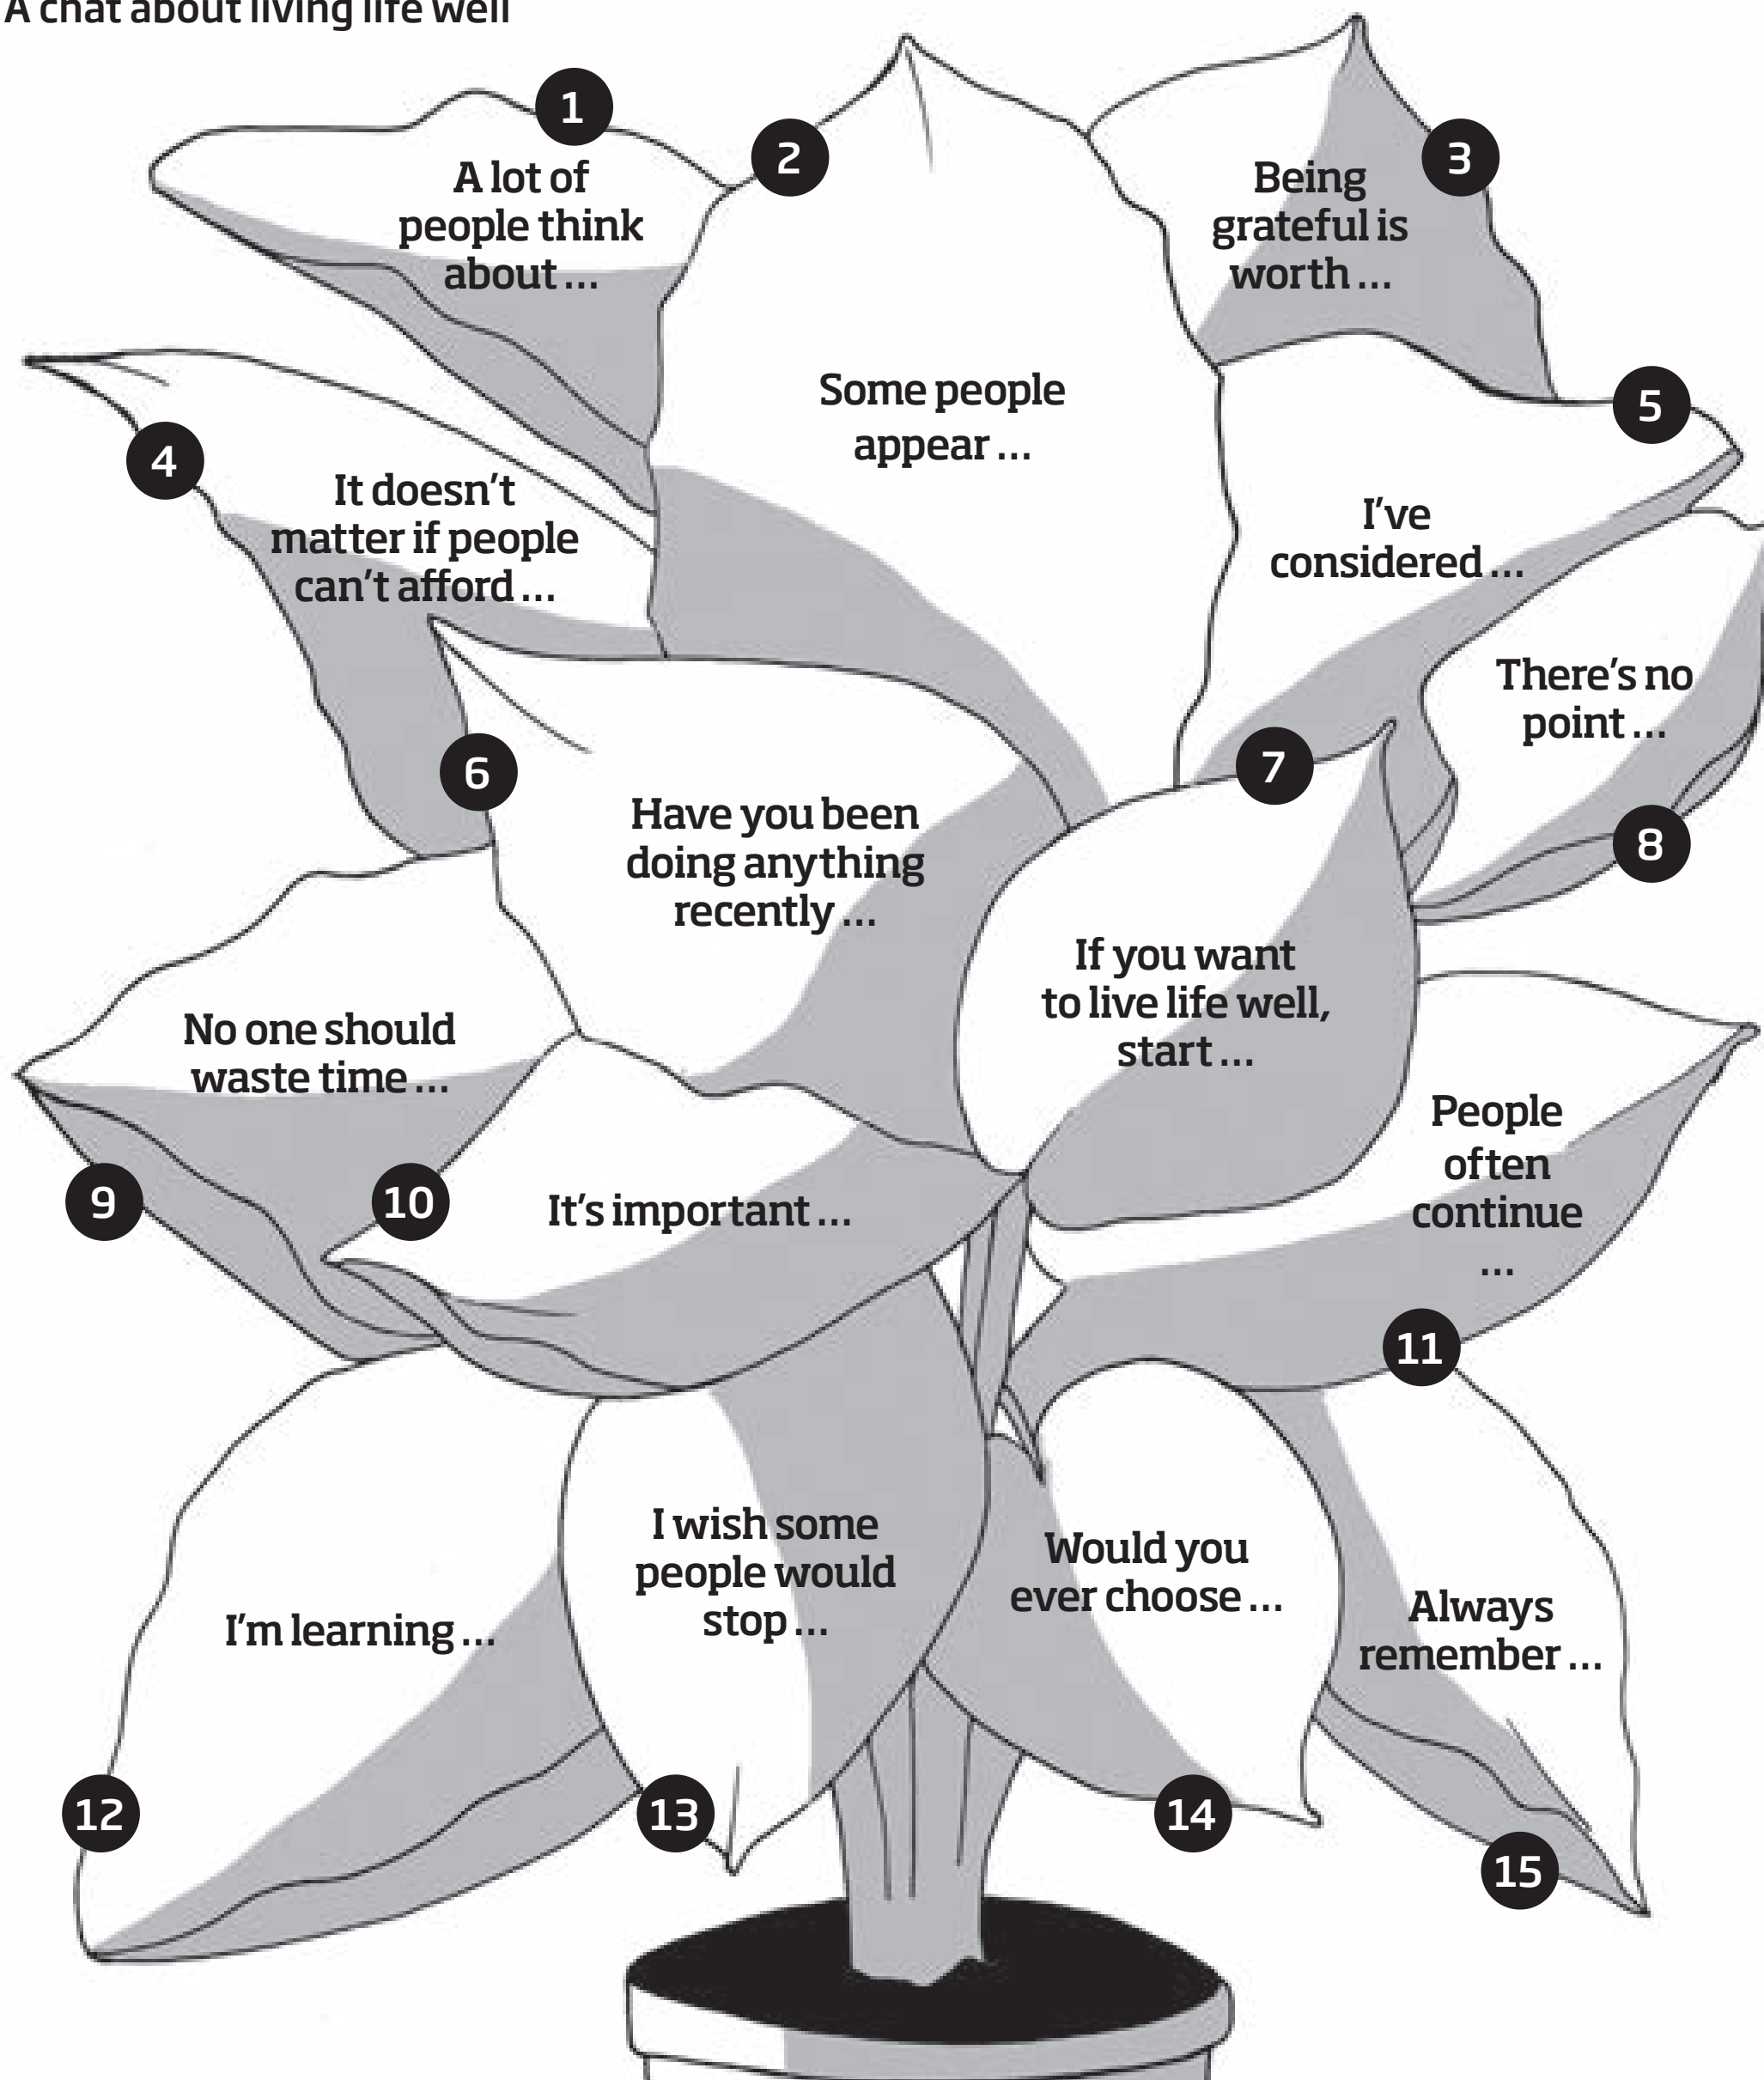 A chat about living life well
1
A lot of
people think
about ...
2
Some people
appear ...
3
Being
grateful is
worth ...
4
It doesn't
matter if people
can't afford ...
5
I've
considered ...
6
Have you been
doing anything
recently ...
7
If you want
to live life well,
start ...
8
There's no
point ...
9
No one should
waste time ...
10
It's important ...
11
People
often
continue
...
12
I'm learning ...
13
I wish some
people would
stop ...
14
Would you
ever choose ...
15
Always
remember ...